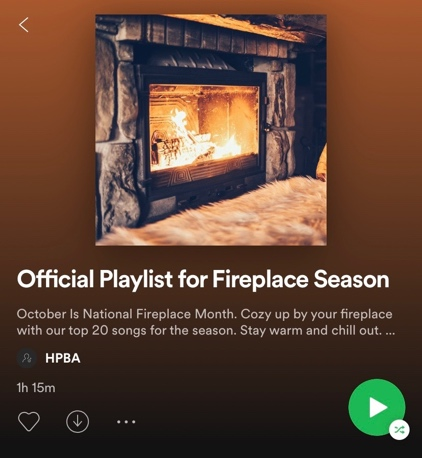 Official Playlist for Fireplace Season
October Is National Fireplace Month. Cozy up by your fireplace
with our top 20 songs for the season. Stay warm and chill out. ...
HPBA
1h 15m